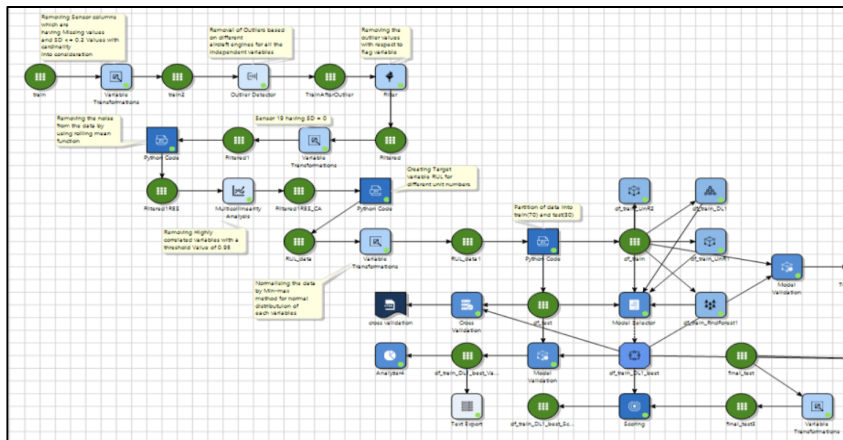 Removing Sensor columns
which are
having Missing values
and SD <= 0.2 Values with
cardinality
into consideration
Removal of Outliers based
on different
aircraft engines for all the
independent variables
Removing the
outlier values
with respect to
flag variable
train
Variable
Transformations
train2
Outlier Detector
TrainAfterOutlier
Filter
Removing the noise
from the data by
using rolling mean
function
Sensor 19 having SD = 0
Python Code
Filtered1
Variable
Transformations
Filtered
Creating Target
variable RUL for
different unit numbers
Filtered1RES
Multicollinearity
Analysis
Filtered1RES_CA
Python Code
Partition of data into
train(70) and test(30)
df_train_LinR2
df_train_DL1
Removing Highly
correlated variables with a
threshold Value of 0.95
RUL_data
Variable
Transformations
RUL_data1
Python Code
df_train
df_train_LinR1
Model
Validation
Normalising the data
by Min-max
method for normal
distribution of
each variables
cross validation
Cross
Validation
df_test
Model Selector
df_train_RndForest1
Analyzer4
df_train_DL1_best_Va...
Model
Validation
df_train_DL1_best
final_test
Text Export
df_train_DL1_best_Sc...
Scoring
final_test3
Variable
Transformations